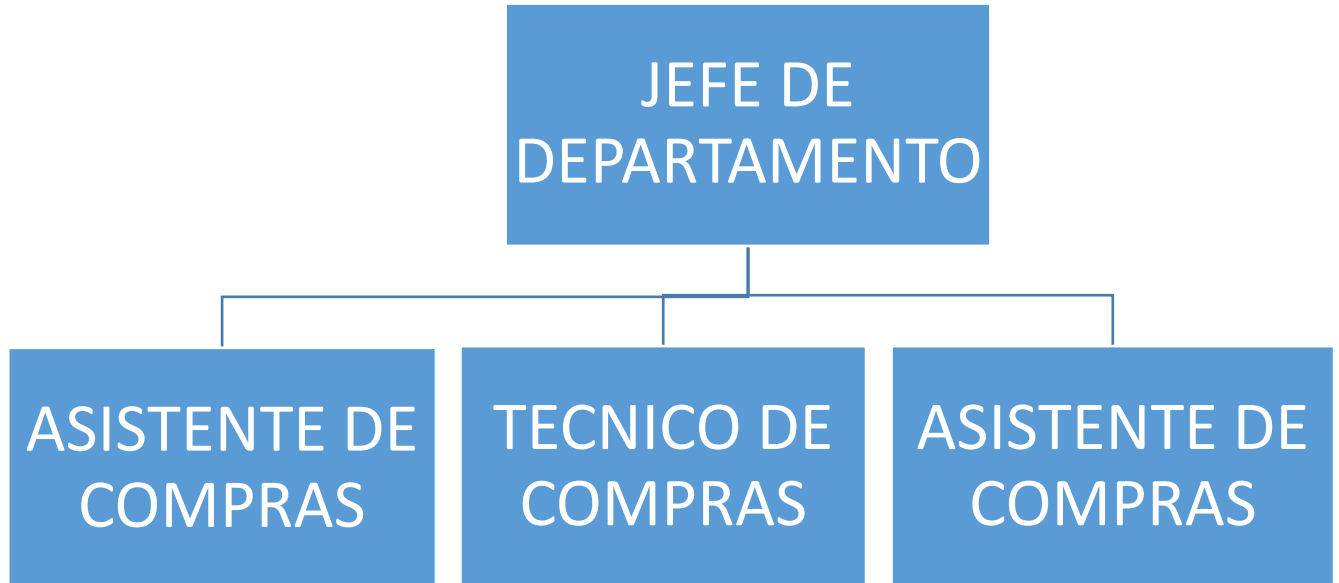 JEFE DE
DEPARTAMENTO
ASISTENTE DE
COMPRAS
TECNICO DE
COMPRAS
ASISTENTE DE
COMPRAS